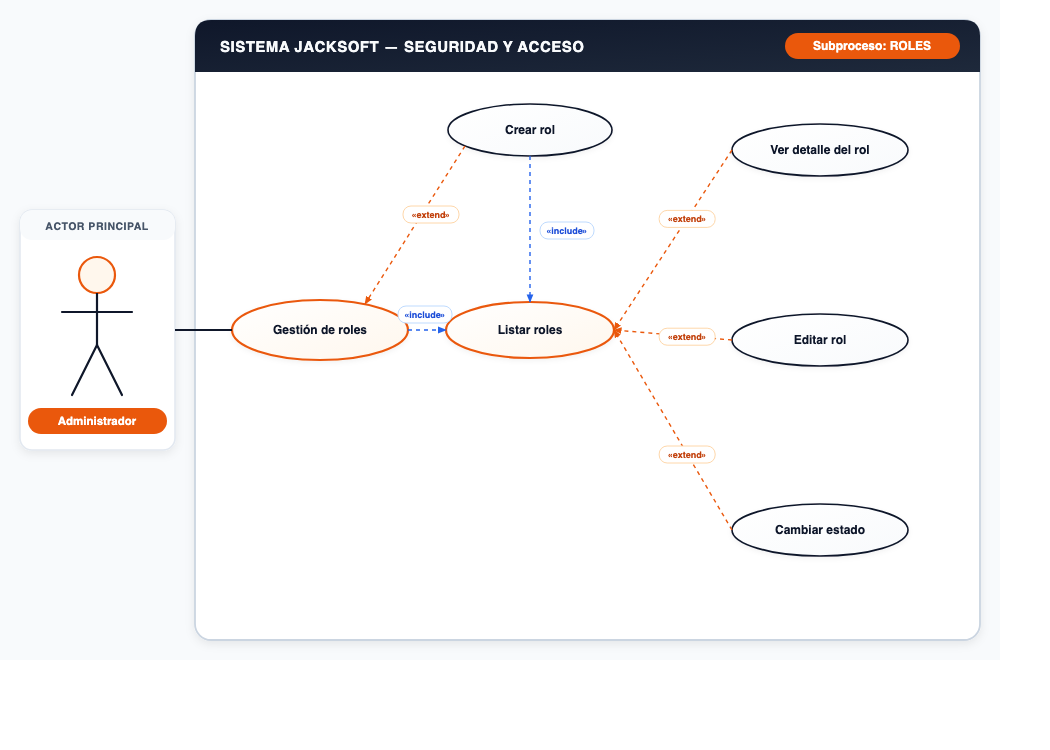 SISTEMA JACKSOFT — SEGURIDAD Y ACCESO
Subproceso: ROLES
Crear rol
Ver detalle del rol
«extend»
«extend»
«include»
ACTOR PRINCIPAL
«include»
Gestión de roles
Listar roles
«extend»
Editar rol
Administrador
«extend»
Cambiar estado